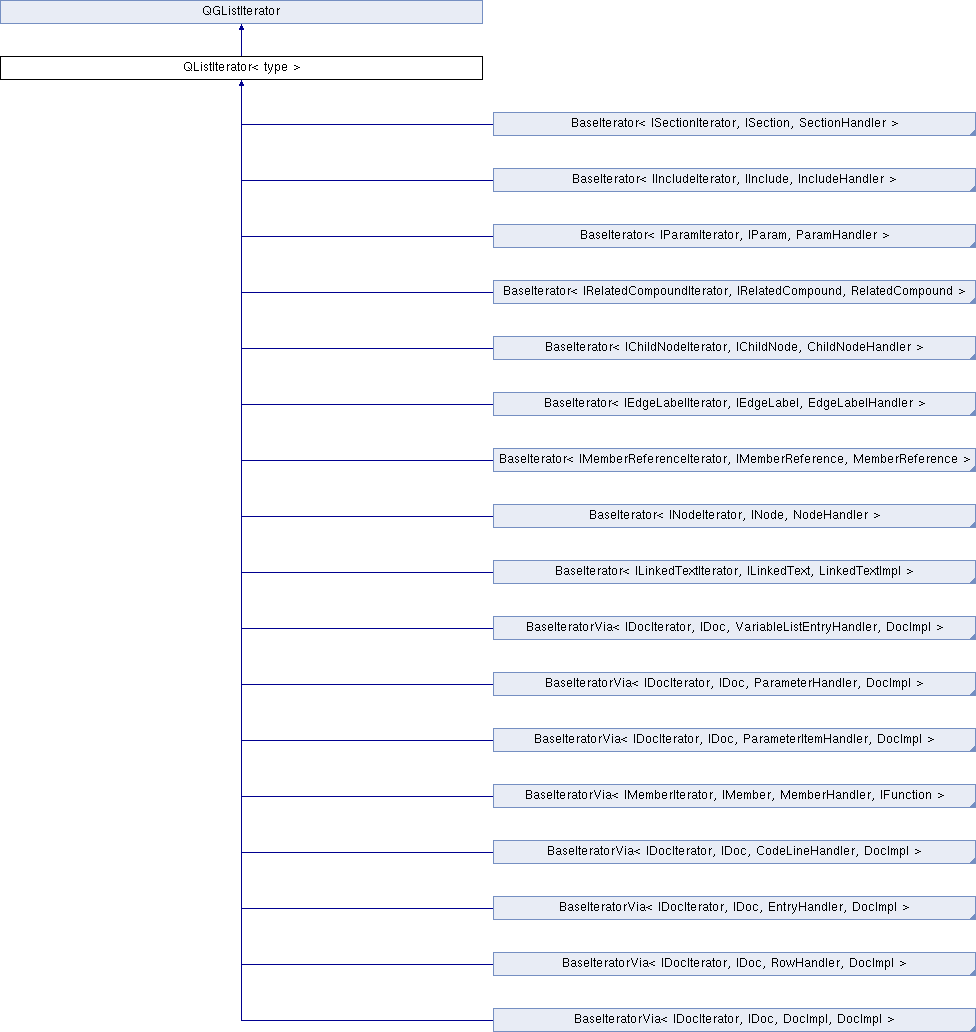 QGListIterator
QListIterator< type >
BaseIterator< ISectionIterator, ISection, SectionHandler >
BaseIterator< IIncludeIterator, IInclude, IncludeHandler >
BaseIterator< IParamIterator, IParam, ParamHandler >
BaseIterator< IRelatedCompoundIterator, IRelatedCompound, RelatedCompound >
BaseIterator< IChildNodeIterator, IChildNode, ChildNodeHandler >
BaseIterator< IEdgeLabelIterator, IEdgeLabel, EdgeLabelHandler >
BaseIterator< IMemberReferenceIterator, IMemberReference, MemberReference >
BaseIterator< INodeIterator, INode, NodeHandler >
BaseIterator< ILinkedTextIterator, ILinkedText, LinkedTextImpl >
BaseIteratorVia< IDocIterator, IDoc, VariableListEntryHandler, DocImpl >
BaseIteratorVia< IDocIterator, IDoc, ParameterHandler, DocImpl >
BaseIteratorVia< IDocIterator, IDoc, ParameterItemHandler, DocImpl >
BaseIteratorVia< IMemberIterator, IMember, MemberHandler, IFunction >
BaseIteratorVia< IDocIterator, IDoc, CodeLineHandler, DocImpl >
BaseIteratorVia< IDocIterator, IDoc, EntryHandler, DocImpl >
BaseIteratorVia< IDocIterator, IDoc, RowHandler, DocImpl >
BaseIteratorVia< IDocIterator, IDoc, DocImpl, DocImpl >